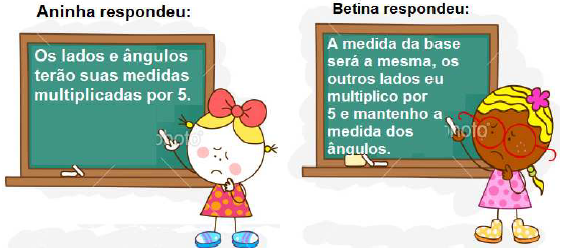 Aninha respondeu:
Os lados e ângulos
terão suas medidas
multiplicadas por 5.
Betina respondeu:
A medida da base
será a mesma, os
outros lados eu
multiplico por
5 e mantenho a
medida dos
ângulos.